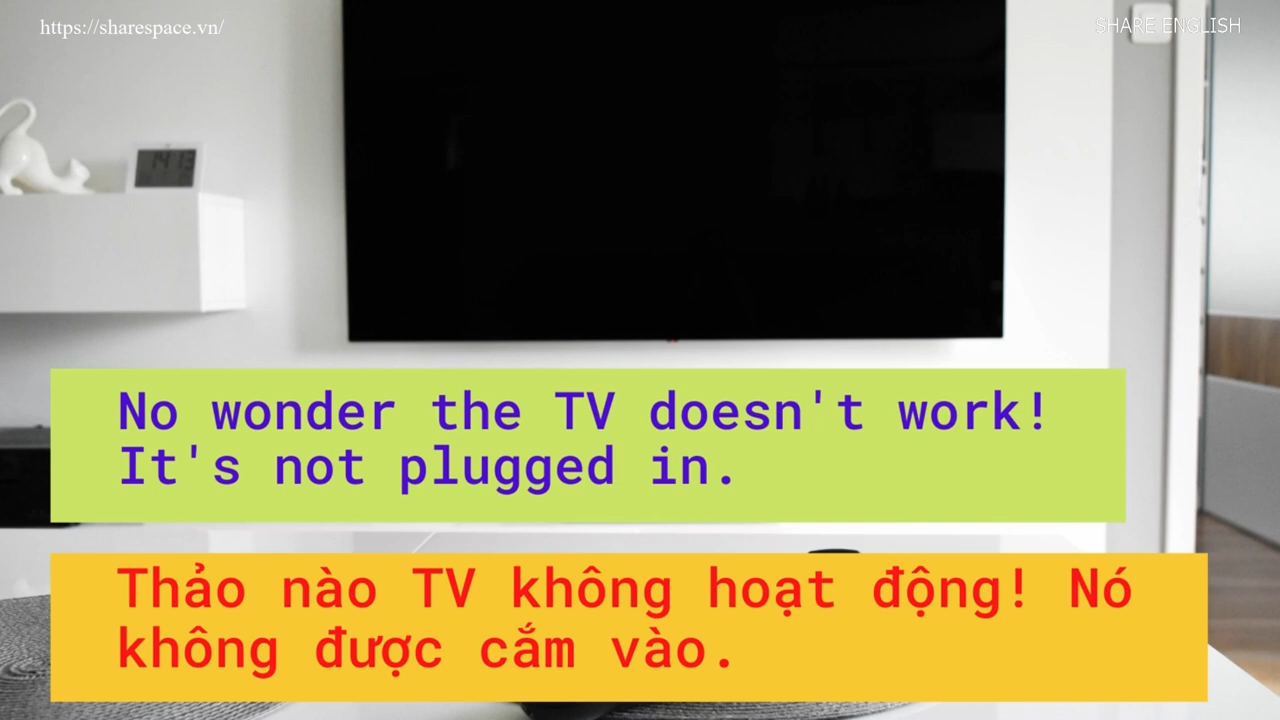 https://sharespace.vn/
SHARE ENGLISH
No wonder the TV doesn't work!
It's not plugged in.
Thảo nào TV không hoạt động! Nó
không được cắm vào.